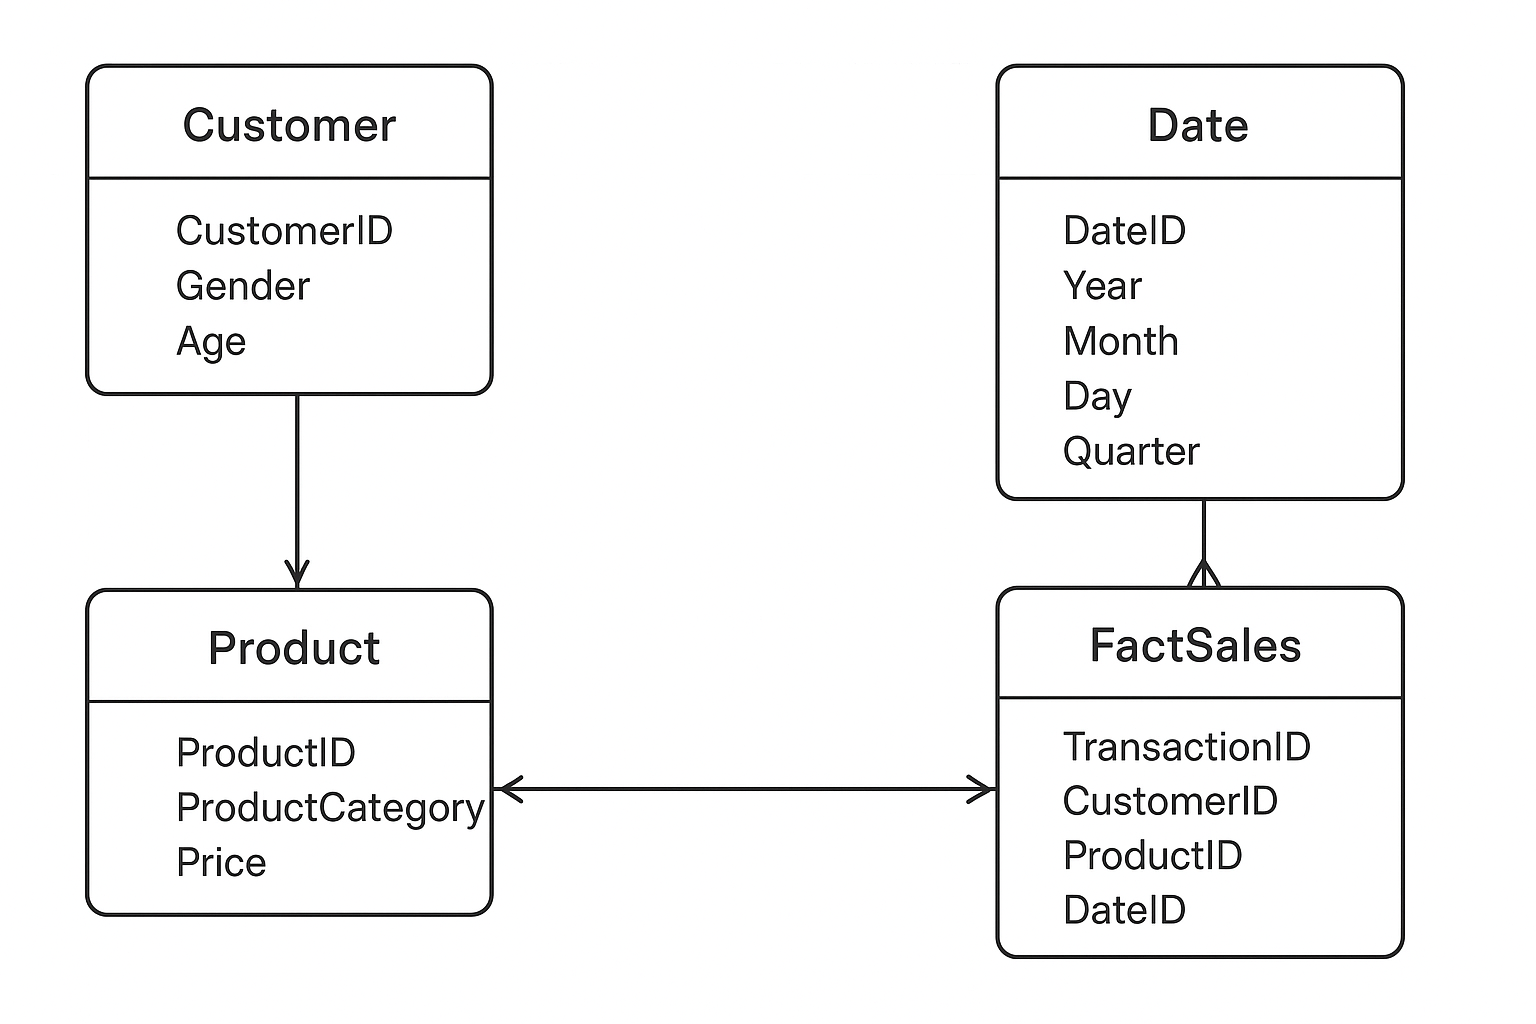 Customer
CustomerID
Gender
Age
Date
DateID
Year
Month
Day
Quarter
Product
ProductID
ProductCategory
Price
FactSales
TransactionID
CustomerID
ProductID
DateID